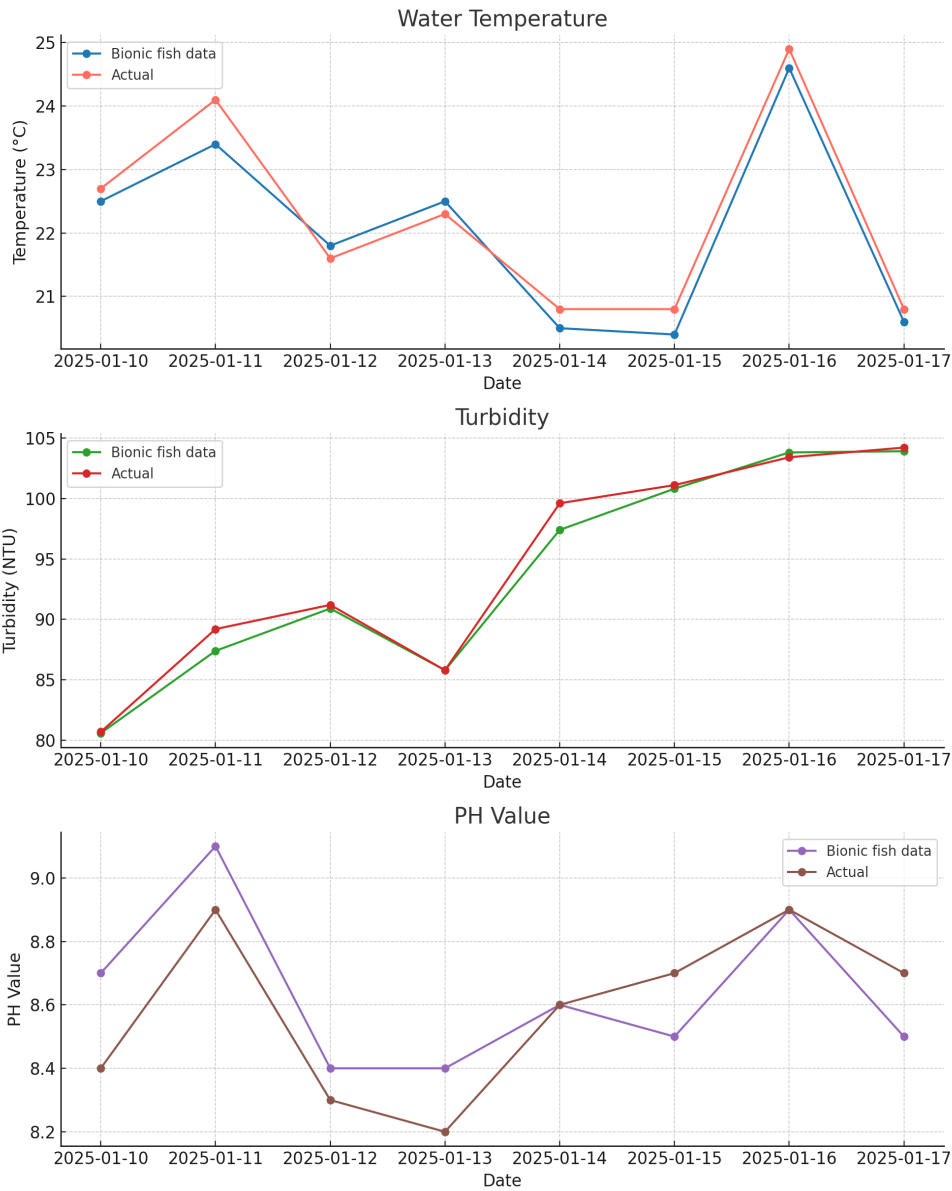 Water Temperature
Bionic fish data
Actual
25
24
23
22
21
Temperature (°C)
2025-01-10 2025-01-11 2025-01-12 2025-01-13 2025-01-14 2025-01-15 2025-01-16 2025-01-17
Date
Turbidity
Bionic fish data
Actual
105
100
95
90
85
80
Turbidity (NTU)
2025-01-10 2025-01-11 2025-01-12 2025-01-13 2025-01-14 2025-01-15 2025-01-16 2025-01-17
Date
PH Value
Bionic fish data
Actual
9.0
8.8
8.6
8.4
8.2
PH Value
2025-01-10 2025-01-11 2025-01-12 2025-01-13 2025-01-14 2025-01-15 2025-01-16 2025-01-17
Date